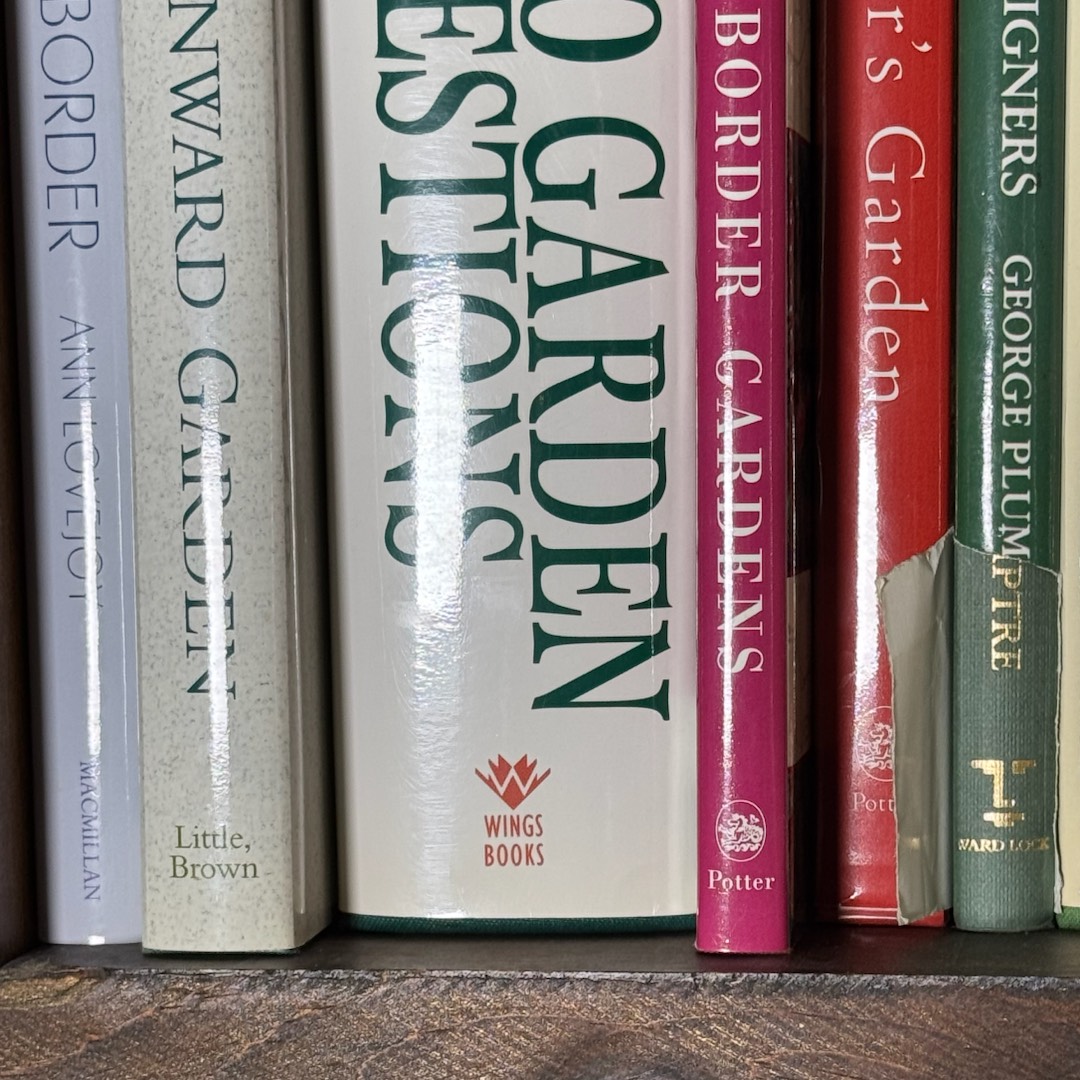 BORDER ANN LOVEJOY
MACMILLAN
NWARD GARDEN
Little,
Brown
O GARDEN
ESTIONS
WINGS
BOOKS
BORDER GARDENS
Potter
r's Garden
Pott
IGNERS GEORGE PLUMPTRE
WARD LOCK